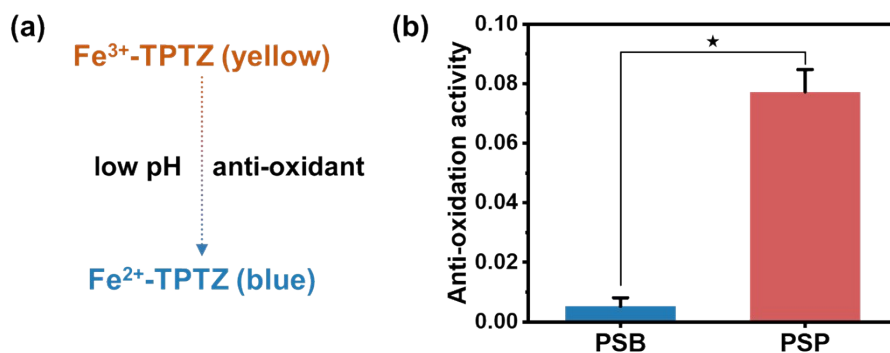 (a)
Fe³⁺-TPTZ (yellow)
low pH anti-oxidant
Fe²⁺-TPTZ (blue)
(b)
Anti-oxidation activity
0.10
0.08
0.06
0.04
0.02
0.00
★
PSB PSP